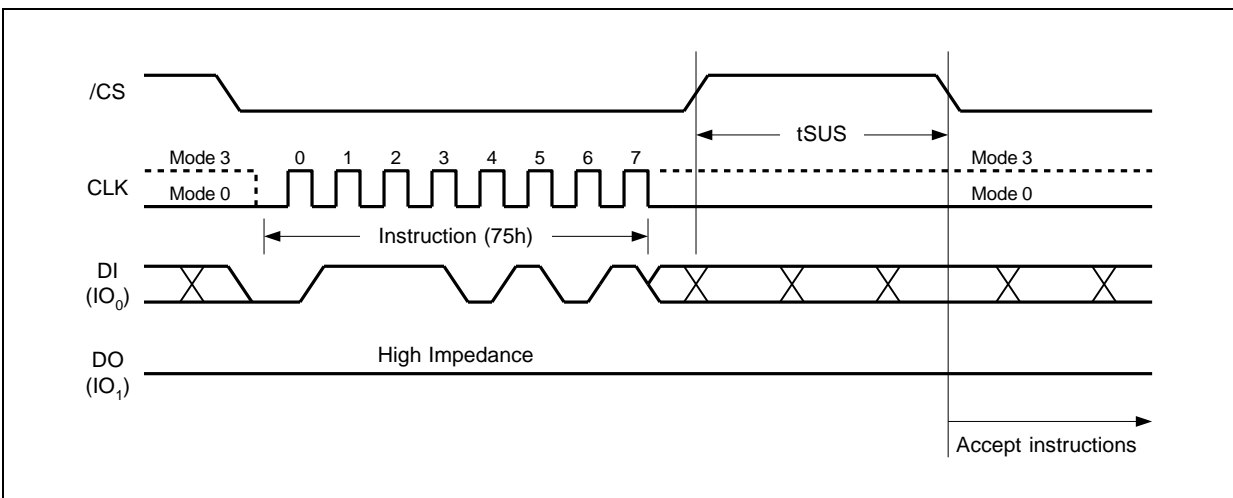 /CS
tSUS
Mode 3 0 1 2 3 4 5 6 7 Mode 3
CLK
Mode 0 Mode 0
Instruction (75h)
DI
(IO0)
High Impedance
DO
(IO1)
Accept instructions